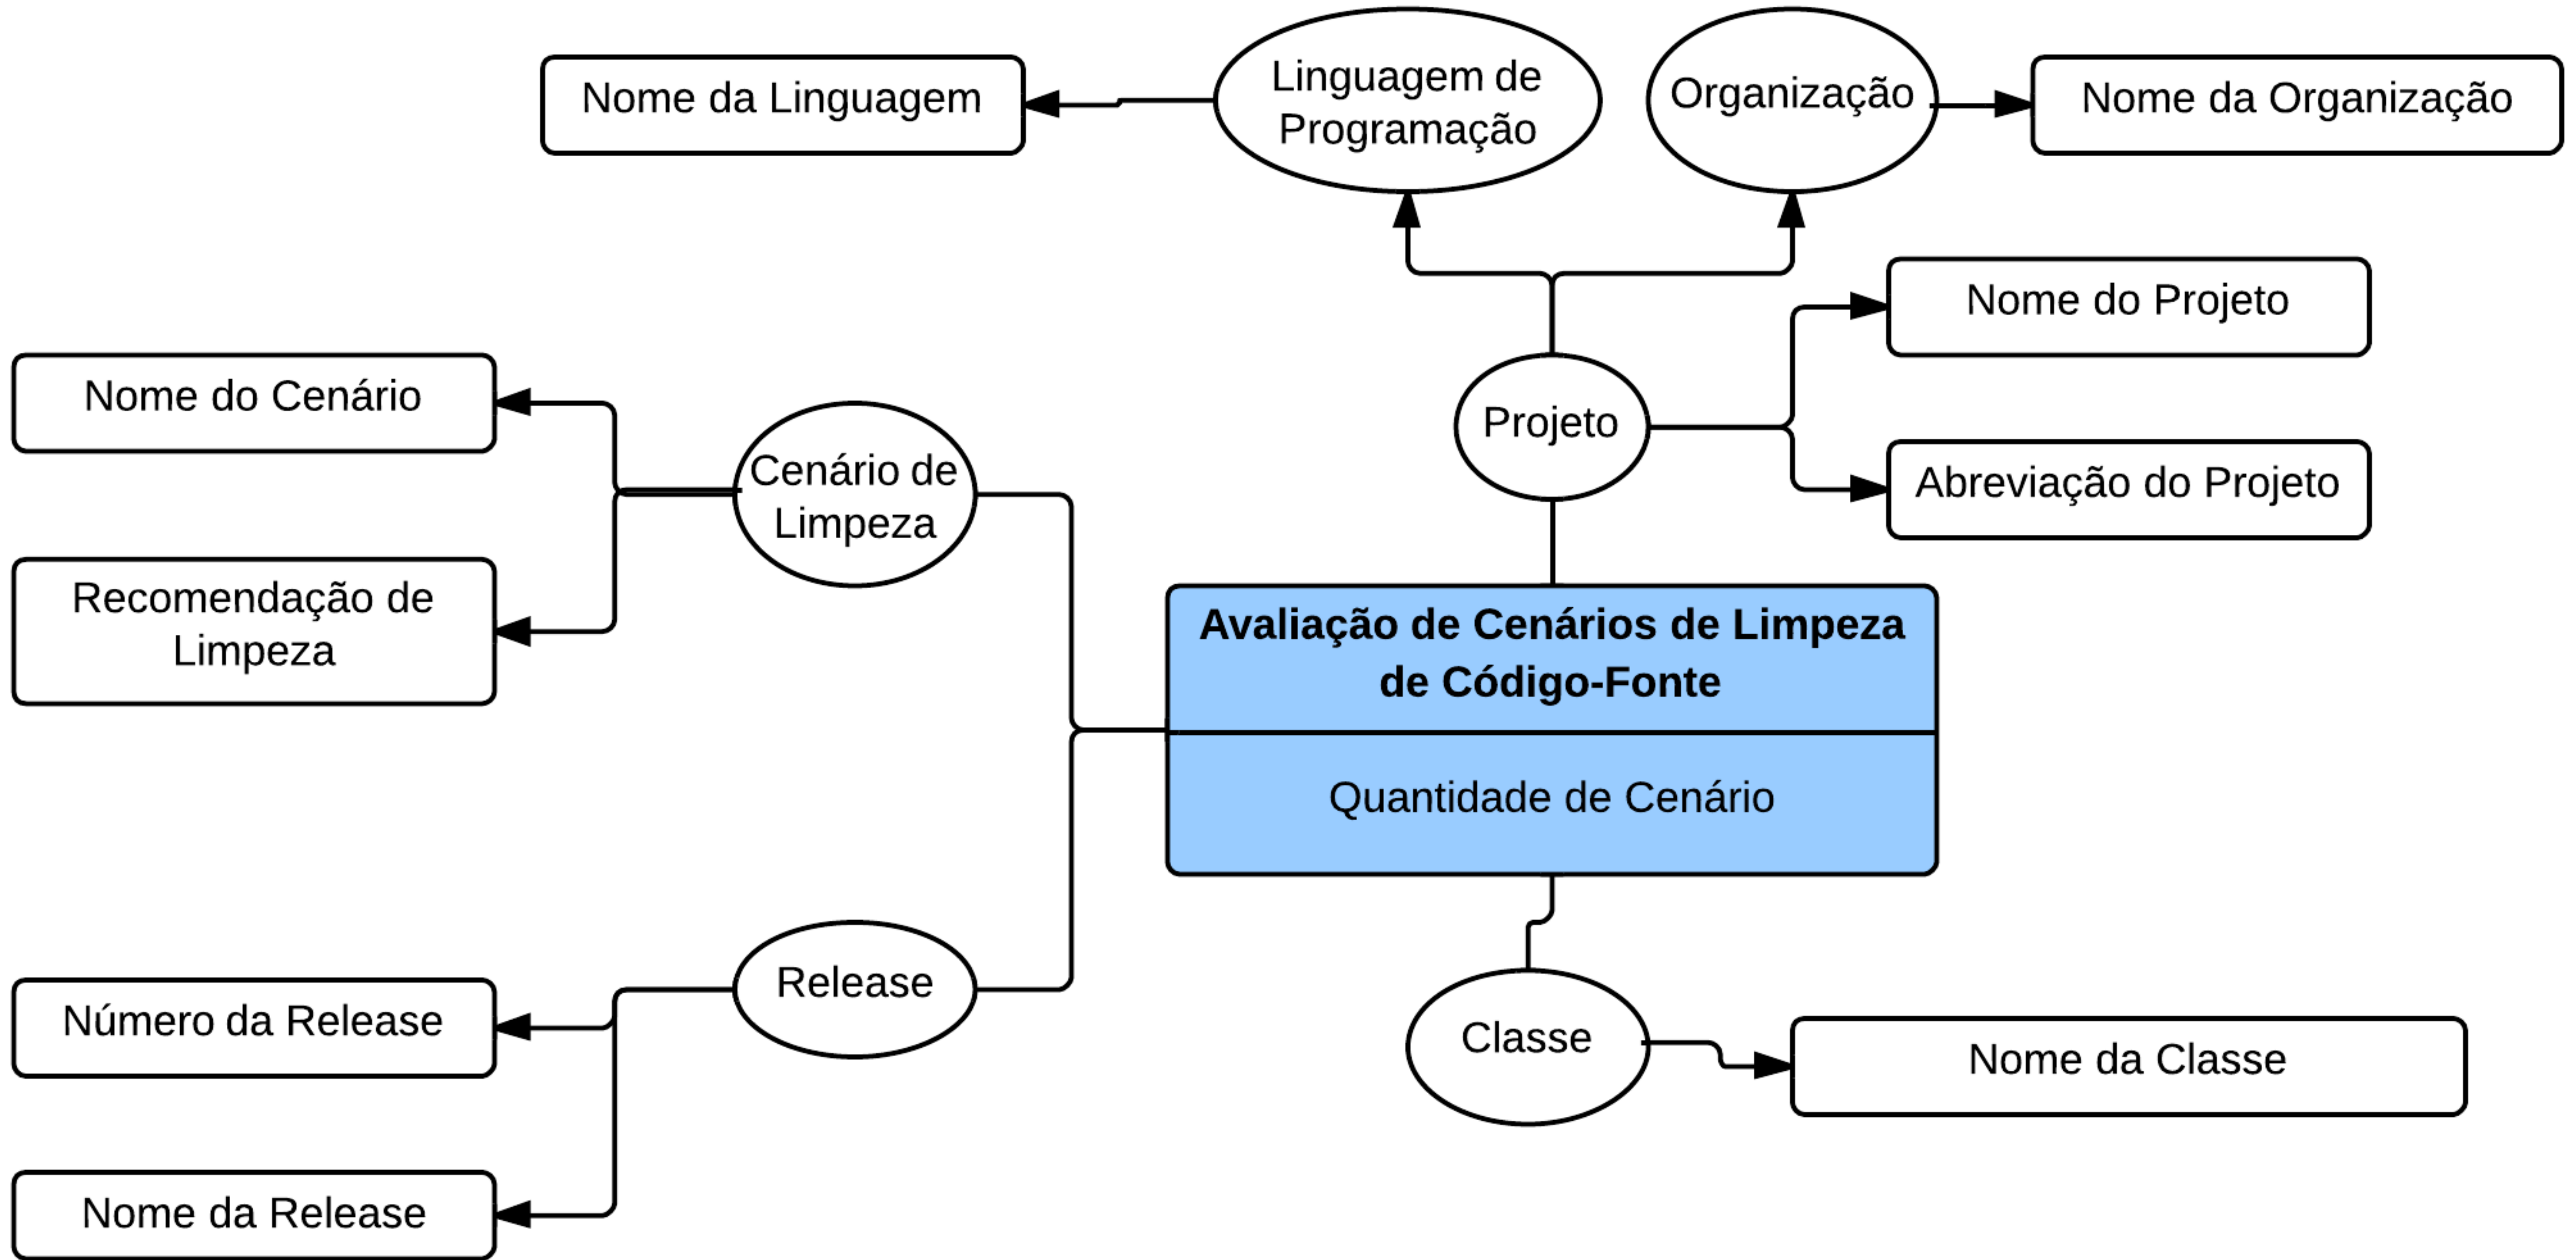 Nome da Linguagem
Linguagem de
Programação
Organização
Nome da Organização
Nome do Projeto
Projeto
Abreviação do Projeto
Nome do Cenário
Cenário de
Limpeza
Recomendação de
Limpeza
Avaliação de Cenários de Limpeza
de Código-Fonte
Quantidade de Cenário
Release
Número da Release
Nome da Release
Classe
Nome da Classe